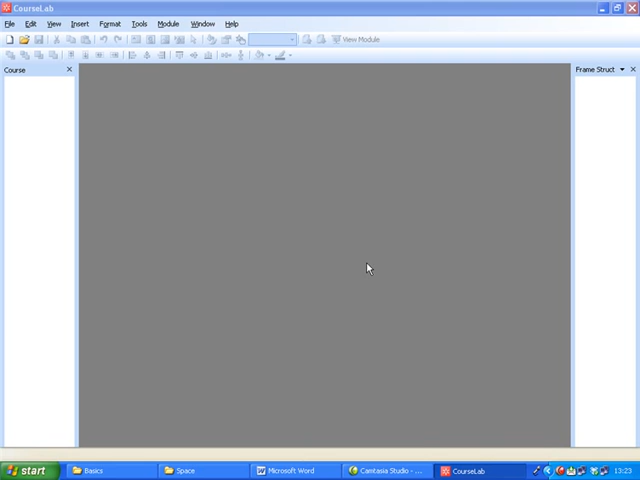 CourseLab
File Edit View Insert Format Tools Module Window Help
View Module
Course
Frame Struct
start Basics Space Microsoft Word Camtasia Studio - ... CourseLab 13:23